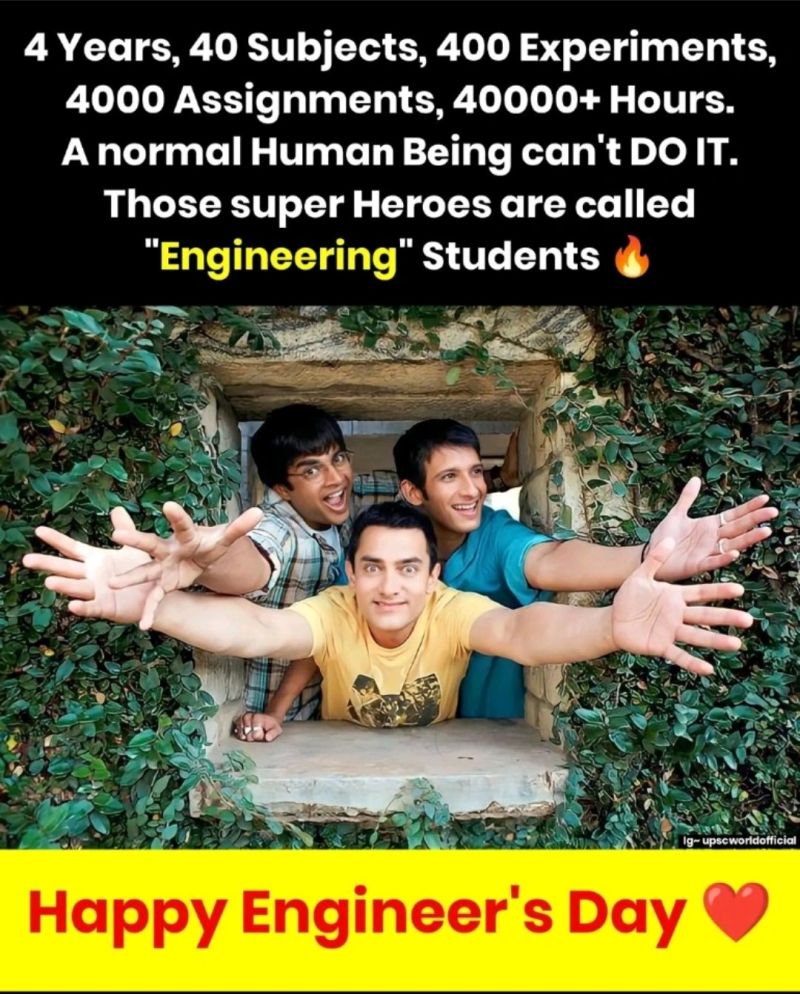 4 Years, 40 Subjects, 400 Experiments,
4000 Assignments, 40000+ Hours.
A normal Human Being can't DO IT.
Those super Heroes are called
"Engineering" Students 🔥
Ig~ upscworldofficial
Happy Engineer's Day ❤️